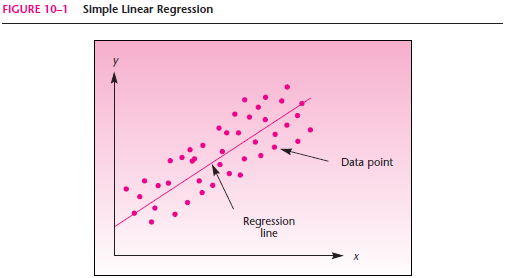 FIGURE 10–1 Simple Linear Regression
y
Data point
Regression
line
x